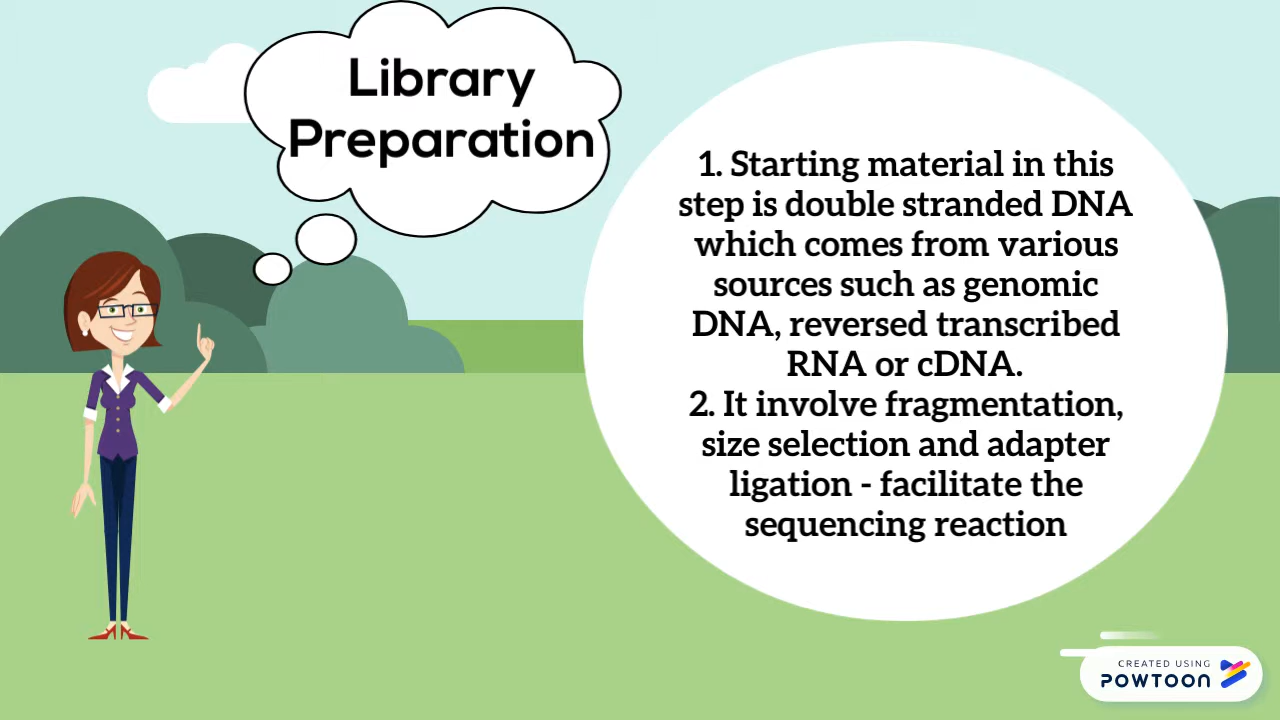 Library
Preparation
1. Starting material in this
step is double stranded DNA
which comes from various
sources such as genomic
DNA, reversed transcribed
RNA or cDNA.
2. It involve fragmentation,
size selection and adapter
ligation - facilitate the
sequencing reaction
CREATED USING
POWTOON